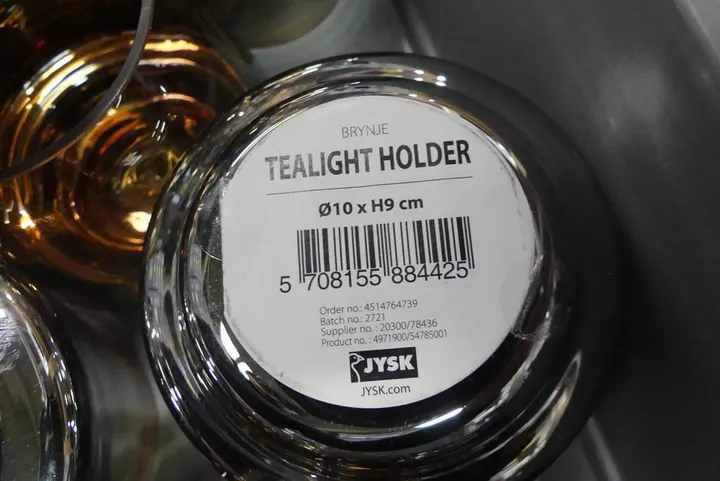 BRYNJE
TEALIGHT HOLDER
Ø10 x H9 cm
5 708155 884425
Order no.: 4514764739
Batch no.: 2721
Supplier no. : 20300/78436
Product no. : 4971900/54785001
JYSK
JYSK.com